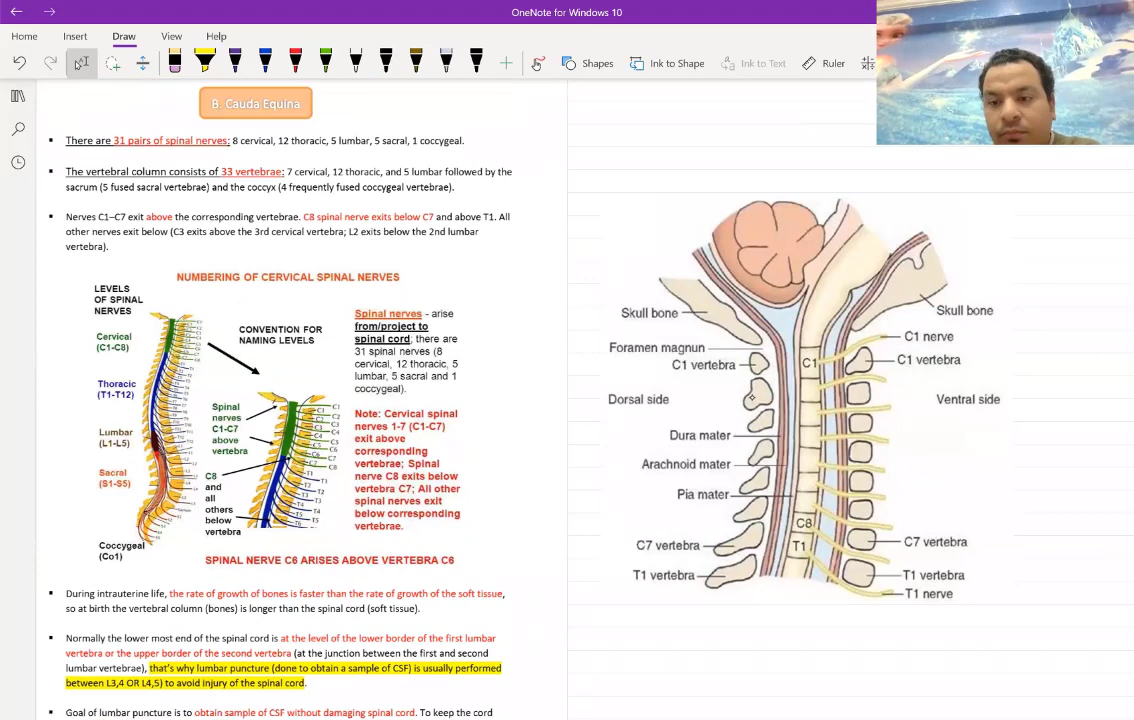 OneNote for Windows 10
Home Insert Draw View Help
Shapes Ink to Shape Ink to Text Ruler
B. Cauda Equina
▪ There are 31 pairs of spinal nerves: 8 cervical, 12 thoracic, 5 lumbar, 5 sacral, 1 coccygeal.
▪ The vertebral column consists of 33 vertebrae: 7 cervical, 12 thoracic, and 5 lumbar followed by the
sacrum (5 fused sacral vertebrae) and the coccyx (4 frequently fused coccygeal vertebrae).
▪ Nerves C1–C7 exit above the corresponding vertebrae. C8 spinal nerve exits below C7 and above T1. All
other nerves exit below (C3 exits above the 3rd cervical vertebra; L2 exits below the 2nd lumbar
vertebra).
NUMBERING OF CERVICAL SPINAL NERVES
LEVELS
OF SPINAL
NERVES
Cervical
(C1-C8)
Thoracic
(T1-T12)
Lumbar
(L1-L5)
Sacral
(S1-S5)
Coccygeal
(Co1)
CONVENTION FOR
NAMING LEVELS
Spinal
nerves
C1-C7
above
vertebra
C8
and
all
others
below
vertebra
C1
C2
C3
C4
C5
C6
C7
C8
T1
T2
T3
T4
T5
T6
Spinal nerves - arise
from/project to
spinal cord; there are
31 spinal nerves (8
cervical, 12 thoracic, 5
lumbar, 5 sacral and 1
coccygeal).
Note: Cervical spinal
nerves 1-7 (C1-C7)
exit above
corresponding
vertebrae; Spinal
nerve C8 exits below
vertebra C7; All other
spinal nerves exit
below corresponding
vertebrae.
SPINAL NERVE C6 ARISES ABOVE VERTEBRA C6
▪ During intrauterine life, the rate of growth of bones is faster than the rate of growth of the soft tissue,
so at birth the vertebral column (bones) is longer than the spinal cord (soft tissue).
▪ Normally the lower most end of the spinal cord is at the level of the lower border of the first lumbar
vertebra or the upper border of the second vertebra (at the junction between the first and second
lumbar vertebrae), that's why lumbar puncture (done to obtain a sample of CSF) is usually performed
between L3,4 OR L4,5) to avoid injury of the spinal cord.
▪ Goal of lumbar puncture is to obtain sample of CSF without damaging spinal cord. To keep the cord
Skull bone
Foramen magnun
C1 vertebra
Dorsal side
Dura mater
Arachnoid mater
Pia mater
C7 vertebra
T1 vertebra
C1
C8
T1
Skull bone
C1 nerve
C1 vertebra
Ventral side
C7 vertebra
T1 vertebra
T1 nerve